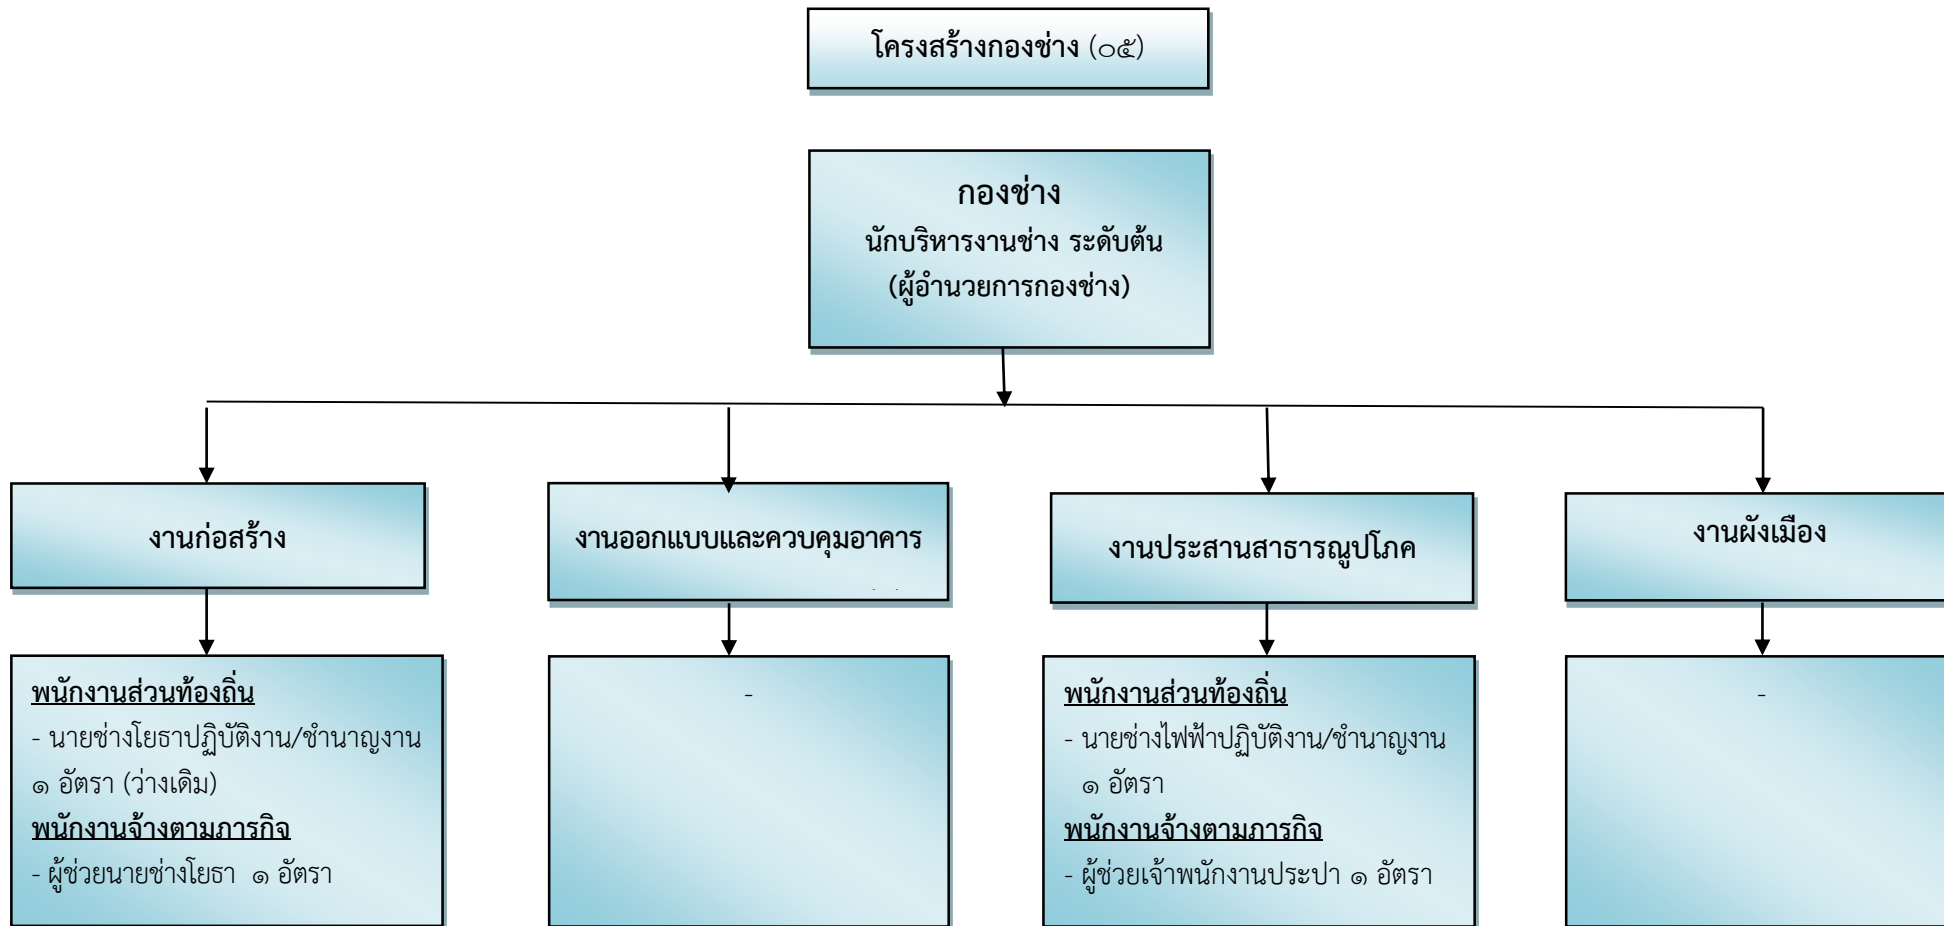 โครงสร้างกองช่าง (๐๕)
กองช่าง
นักบริหารงานช่าง ระดับต้น
(ผู้อำนวยการกองช่าง)
งานก่อสร้าง
งานออกแบบและควบคุมอาคาร
งานประสานสาธารณูปโภค
งานผังเมือง
พนักงานส่วนท้องถิ่น
- นายช่างโยธาปฏิบัติงาน/ชำนาญงาน
๑ อัตรา (ว่างเดิม)
พนักงานจ้างตามภารกิจ
- ผู้ช่วยนายช่างโยธา ๑ อัตรา
-
พนักงานส่วนท้องถิ่น
- นายช่างไฟฟ้าปฏิบัติงาน/ชำนาญงาน
๑ อัตรา
พนักงานจ้างตามภารกิจ
- ผู้ช่วยเจ้าพนักงานประปา ๑ อัตรา
-